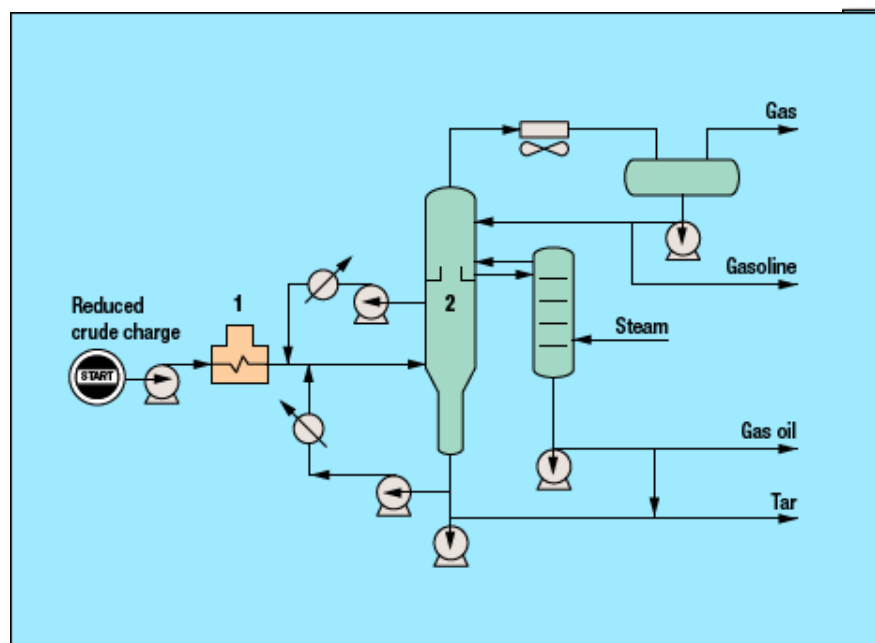 Gas
Gasoline
Reduced
crude charge
1
2
START
Steam
Gas oil
Tar